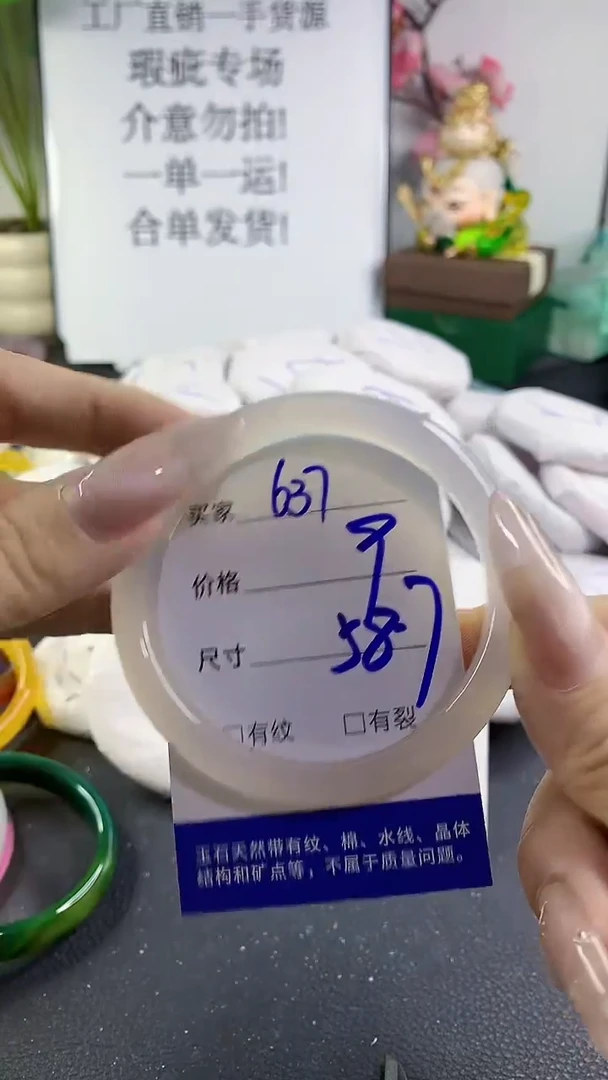 工厂直销一手货源
瑕疵专场
介意勿拍!
一单一运!
合单发货!
买家 637
价格
尺寸 587
□有纹 □有裂
玉石天然带有纹、棉、水线、晶体
结构和矿点等，不属于质量问题。